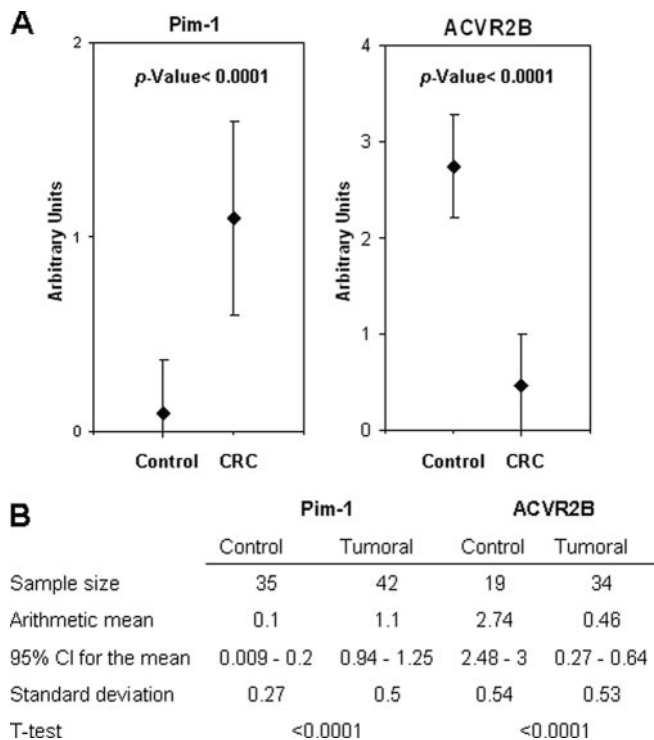 A
Pim-1
ρ-Value< 0.0001
2
1
0
Arbitrary Units
Control CRC
ACVR2B
ρ-Value< 0.0001
4
3
2
1
0
Arbitrary Units
Control CRC
B
Pim-1 ACVR2B
Control Tumoral Control Tumoral
Sample size 35 42 19 34
Arithmetic mean 0.1 1.1 2.74 0.46
95% CI for the mean 0.009 - 0.2 0.94 - 1.25 2.48 - 3 0.27 - 0.64
Standard deviation 0.27 0.5 0.54 0.53
T-test <0.0001 <0.0001